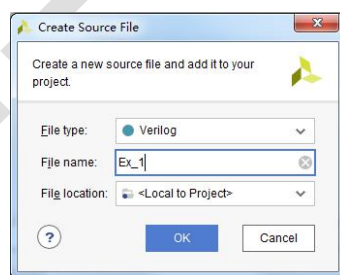 Create Source File
Create a new source file and add it to your
project.
File type:
Verilog
File name:
Ex_1
File location:
<Local to Project>
?
OK
Cancel